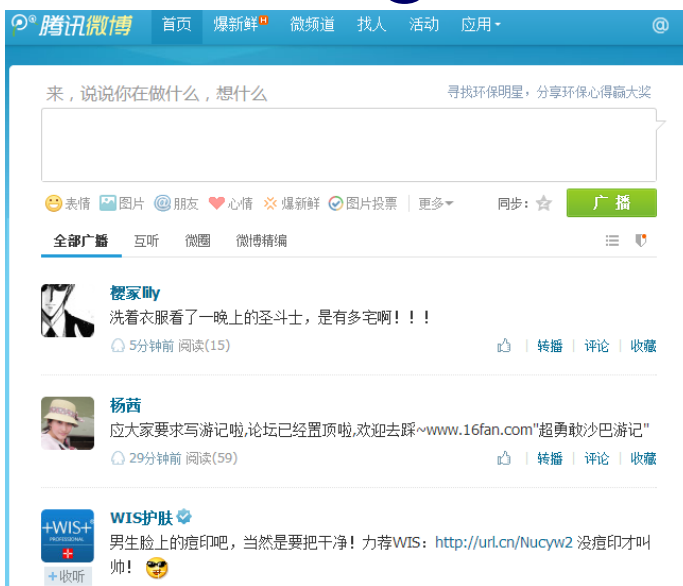 腾讯微博 首页 爆新鲜 H 微频道 找人 活动 应用 @
来，说说你在做什么，想什么 寻找环保明星，分享环保心得赢大奖
表情 图片 @朋友 心情 爆新鲜 图片投票 更多 同步: 广播
全部广播 互听 微圈 微博精编
樱冢lily
洗着衣服看了一晚上的圣斗士，是有多宅啊！！！
5分钟前 阅读(15) 转播 评论 收藏
杨茜
应大家要求写游记啦,论坛已经置顶啦,欢迎去踩~www.16fan.com"超勇敢沙巴游记"
29分钟前 阅读(59) 转播 评论 收藏
WIS护肤
+WIS+
PROFESSIONAL
男生脸上的痘印吧，当然是要把干净！力荐WIS：http://url.cn/Nucyw2 没痘印才叫
帅！
+收听